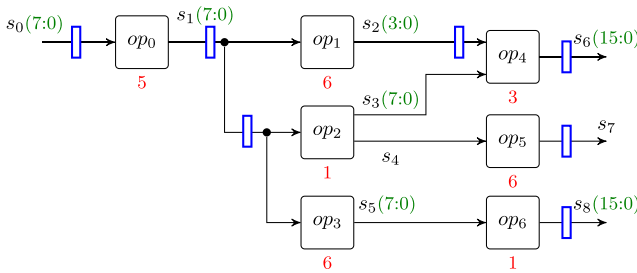 s₀(7:0) s₁(7:0) s₂(3:0) s₆(15:0)
op₀ op₁ op₄
5 6 3
s₃(7:0)
op₂ op₅ s₇
s₄
1 6
s₅(7:0) s₈(15:0)
op₃ op₆
6 1